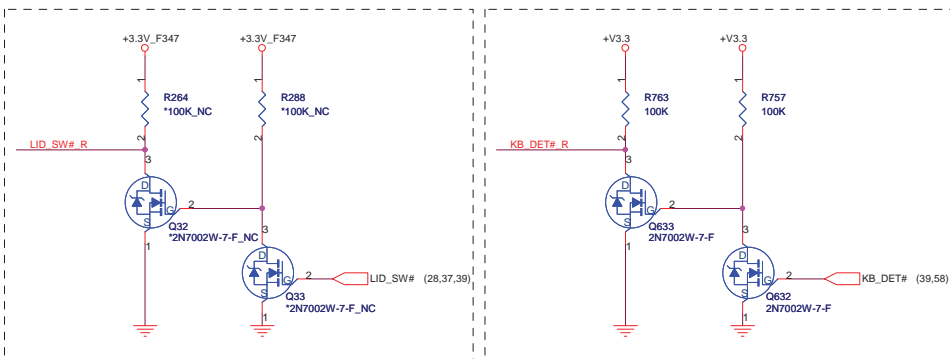 +3.3V_F347 +3.3V_F347 +V3.3 +V3.3
1 1 1 1
R264 R288 R763 R757
*100K_NC *100K_NC 100K 100K
2 2 2 2
LID_SW#_R KB_DET#_R
3 3
D D
G 2 G 2
S S
Q32 Q633
*2N7002W-7-F_NC 2N7002W-7-F
1 3 1 3
D D
G 2 LID_SW# (28,37,39) G 2 KB_DET# (39,58)
S S
Q33 Q632
*2N7002W-7-F_NC 2N7002W-7-F
1 1